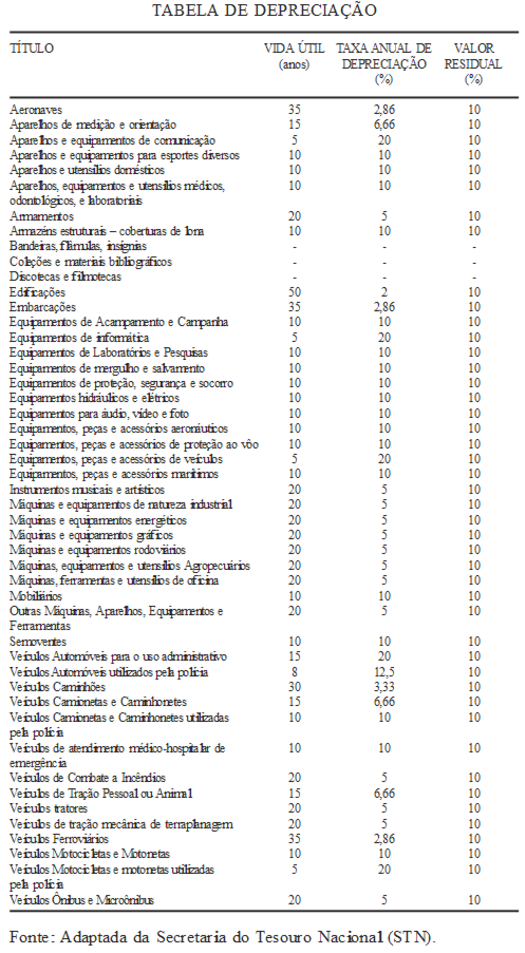 TABELA DE DEPRECIAÇÃO
TÍTULO VIDA ÚTIL TAXA ANUAL DE VALOR
(anos) DEPRECIAÇÃO RESIDUAL
(%) (%)
Aeronaves 35 2,86 10
Aparelhos de medição e orientação 15 6,66 10
Aparelhos e equipamentos de comunicação 5 20 10
Aparelhos e equipamentos para esportes diversos 10 10 10
Aparelhos e utensílios domésticos 10 10 10
Aparelhos, equipamentos e utensílios médicos, 10 10 10
odontológicos, e laboratoriais
Armamentos 20 5 10
Armazéns estruturais – coberturas de lona 10 10 10
Bandeiras, flâmulas, insígnias - - -
Coleções e materiais bibliográficos - - -
Discotecas e filmotecas - - -
Edificações 50 2 10
Embarcações 35 2,86 10
Equipamentos de Acampamento e Campanha 10 10 10
Equipamentos de informática 5 20 10
Equipamentos de Laboratórios e Pesquisas 10 10 10
Equipamentos de mergulho e salvamento 10 10 10
Equipamentos de proteção, segurança e socorro 10 10 10
Equipamentos hidráulicos e elétricos 10 10 10
Equipamentos para áudio, vídeo e foto 10 10 10
Equipamentos, peças e acessórios aeronáuticos 10 10 10
Equipamentos, peças e acessórios de proteção ao vôo 10 10 10
Equipamentos, peças e acessórios de veículos 5 20 10
Equipamentos, peças e acessórios marítimos 10 10 10
Instrumentos musicais e artísticos 20 5 10
Máquinas e equipamentos de natureza industrial 20 5 10
Máquinas e equipamentos energéticos 20 5 10
Máquinas e equipamentos gráficos 20 5 10
Máquinas e equipamentos rodoviários 20 5 10
Máquinas, equipamentos e utensílios Agropecuários 20 5 10
Máquinas, ferramentas e utensílios de oficina 20 5 10
Mobiliários 10 10 10
Outras Máquinas, Aparelhos, Equipamentos e 20 5 10
Ferramentas
Semoventes 10 10 10
Veículos Automóveis para o uso administrativo 15 20 10
Veículos Automóveis utilizados pela polícia 8 12,5 10
Veículos Caminhões 30 3,33 10
Veículos Camionetas e Caminhonetes 15 6,66 10
Veículos Camionetas e Caminhonetes utilizadas 10 10 10
pela polícia
Veículos de atendimento médico-hospitalar de 10 10 10
emergência
Veículos de Combate a Incêndios 20 5 10
Veículos de Tração Pessoal ou Animal 15 6,66 10
Veículos tratores 20 5 10
Veículos de tração mecânica de terraplanagem 20 5 10
Veículos Ferroviários 35 2,86 10
Veículos Motocicletas e Motonetas 10 10 10
Veículos Motocicletas e motonetas utilizadas 5 20 10
pela polícia
Veículos Ônibus e Microônibus 20 5 10
Fonte: Adaptada da Secretaria do Tesouro Nacional (STN).